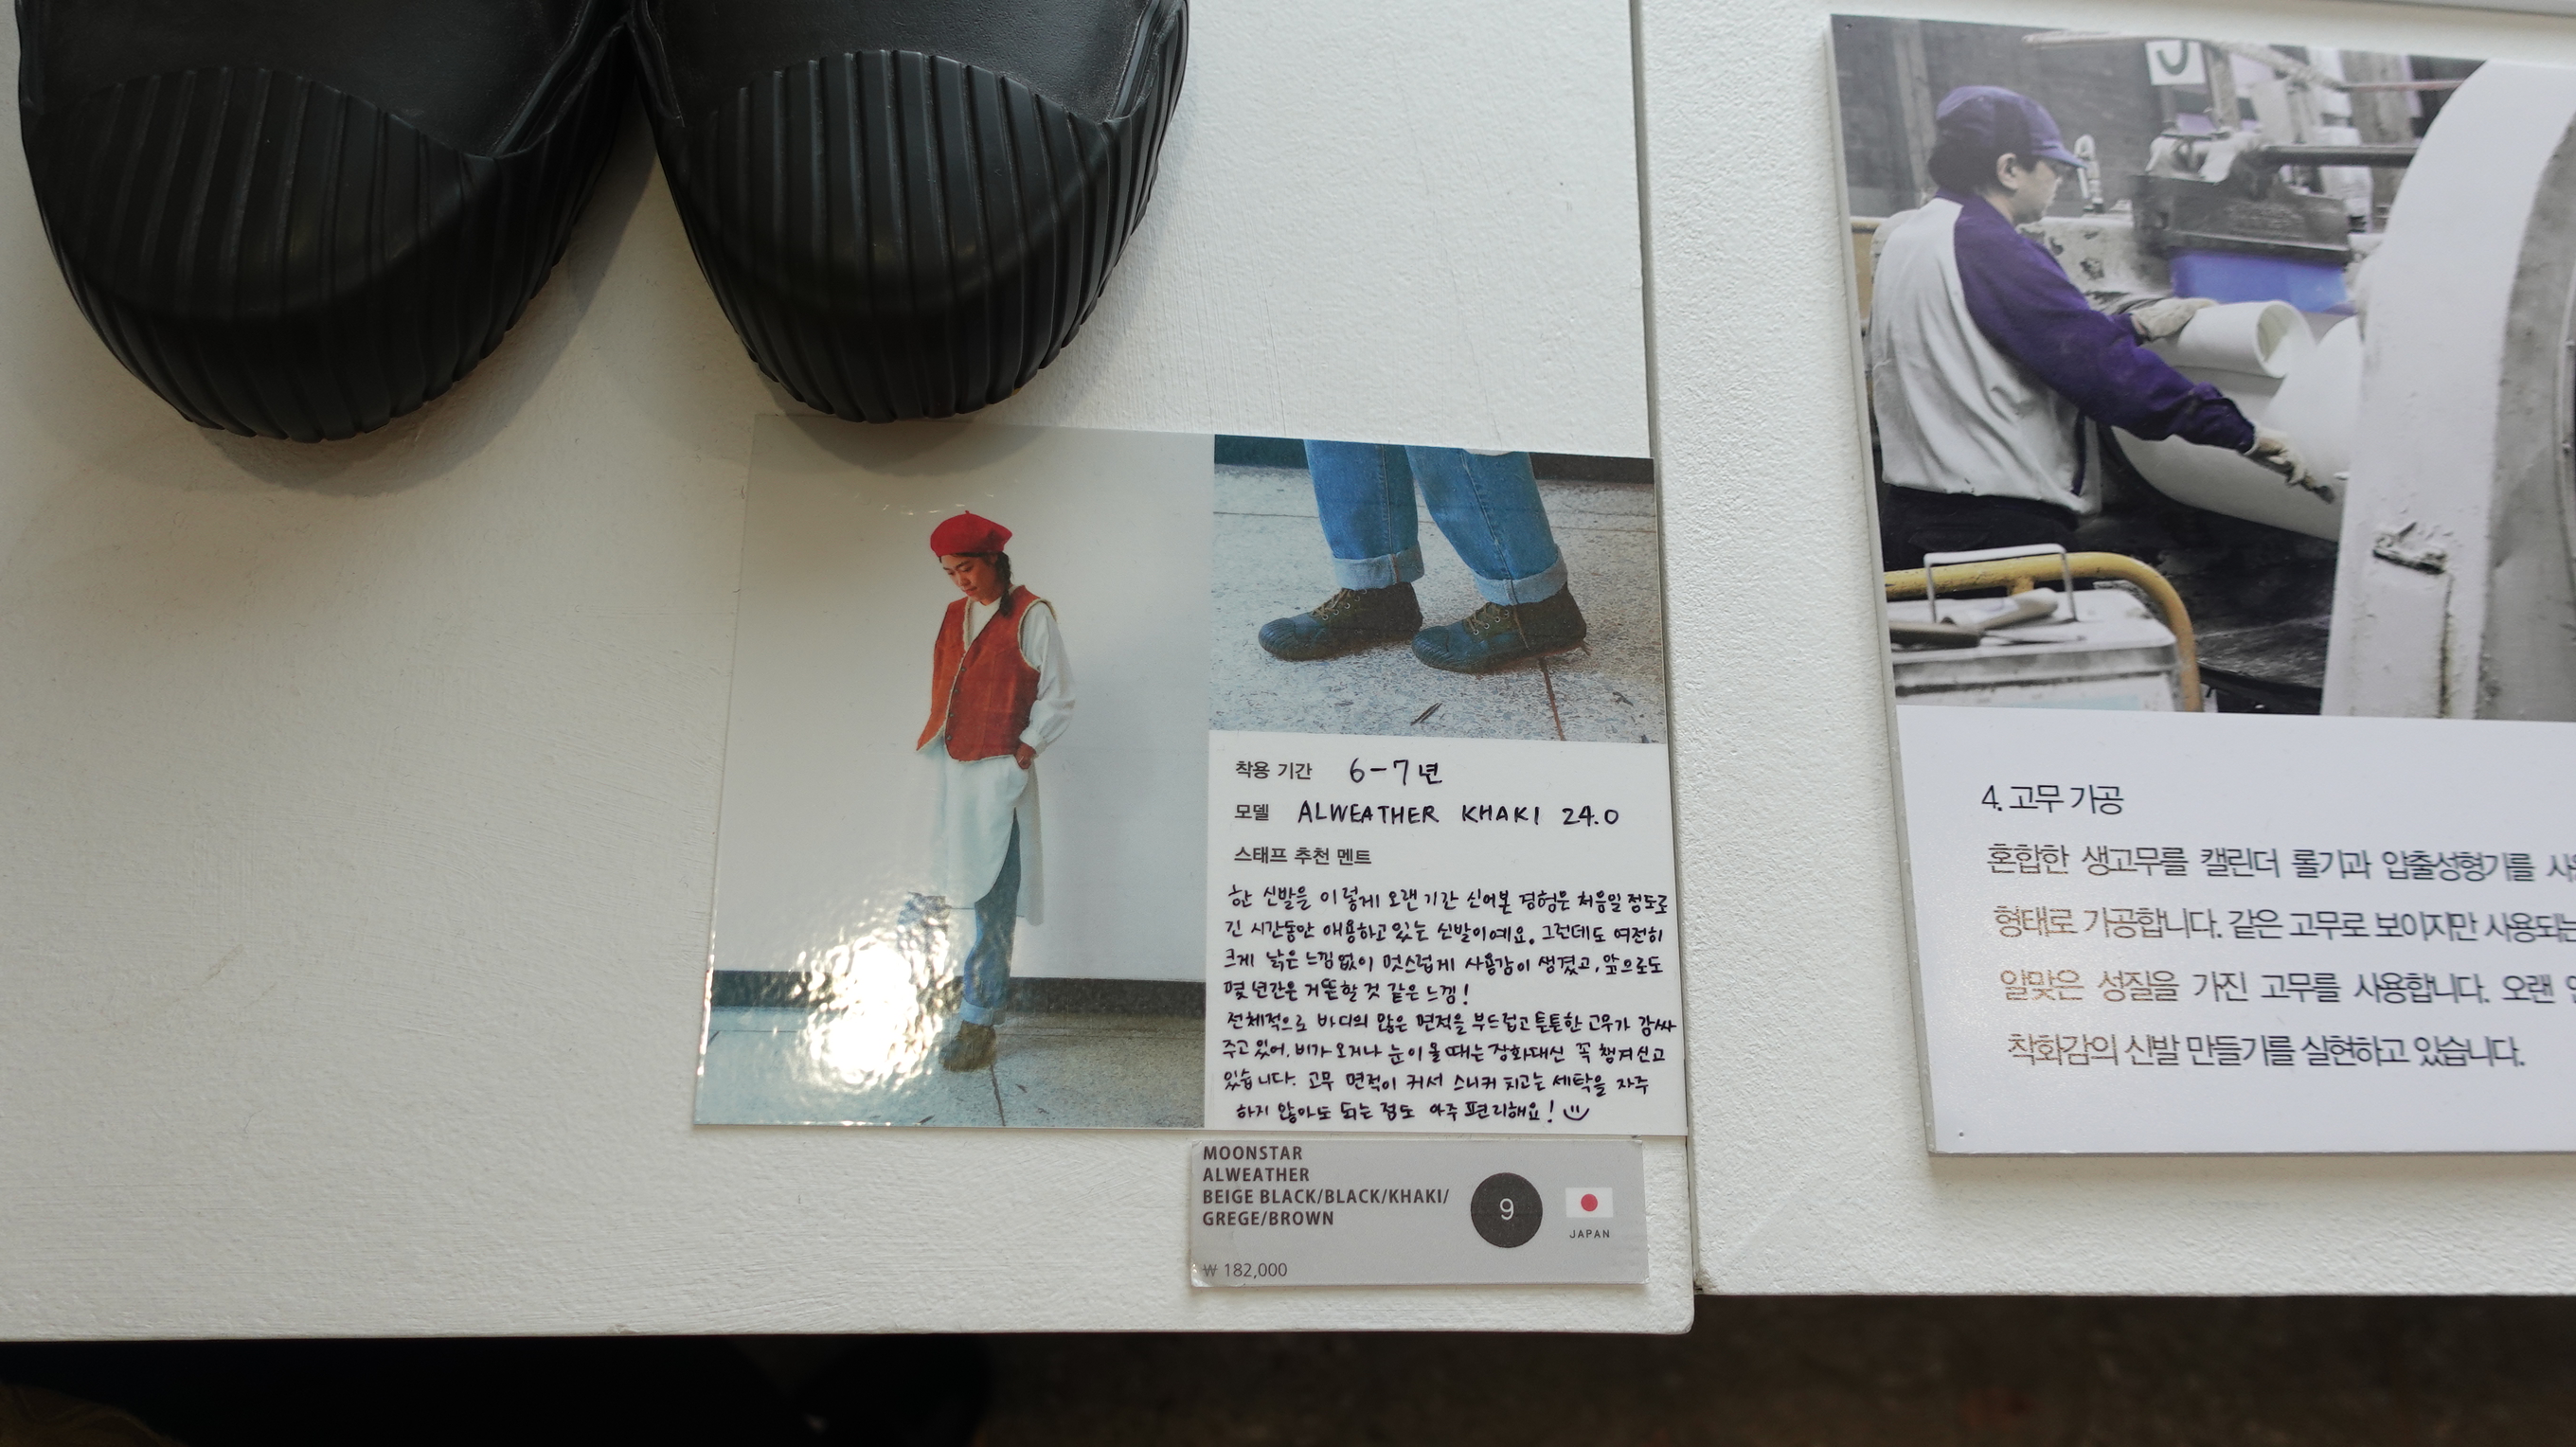 착용 기간 6-7년
모델 ALWEATHER KHAKI 24.0
스태프 추천 멘트
한 신발을 이렇게 오랜 기간 신어본 경험은 처음일 정도로
긴 시간동안 애용하고 있는 신발이에요. 그런데도 여전히
크게 낡은 느낌없이 멋스럽게 사용감이 생겼고, 앞으로도
몇 년간은 거뜬할 것 같은 느낌!
전체적으로 바디의 많은 면적을 부드럽고 튼튼한 고무가 감싸
주고 있어, 비가 오거나 눈이 올 때는 장화대신 꼭 챙겨신고
있습니다. 고무 면적이 커서 스니커 치고는 세탁을 자주
하지 않아도 되는 점도 아주 편리해요!
MOONSTAR
ALWEATHER
BEIGE BLACK/BLACK/KHAKI/
GREGE/BROWN
₩ 182,000
9
JAPAN
4. 고무 가공
혼합한 생고무를 캘린더 롤기과 압출성형기를
형태로 가공합니다. 같은 고무로 보이지만 사용되는
알맞은 성질을 가진 고무를 사용합니다. 오랜
착화감의 신발 만들기를 실현하고 있습니다.